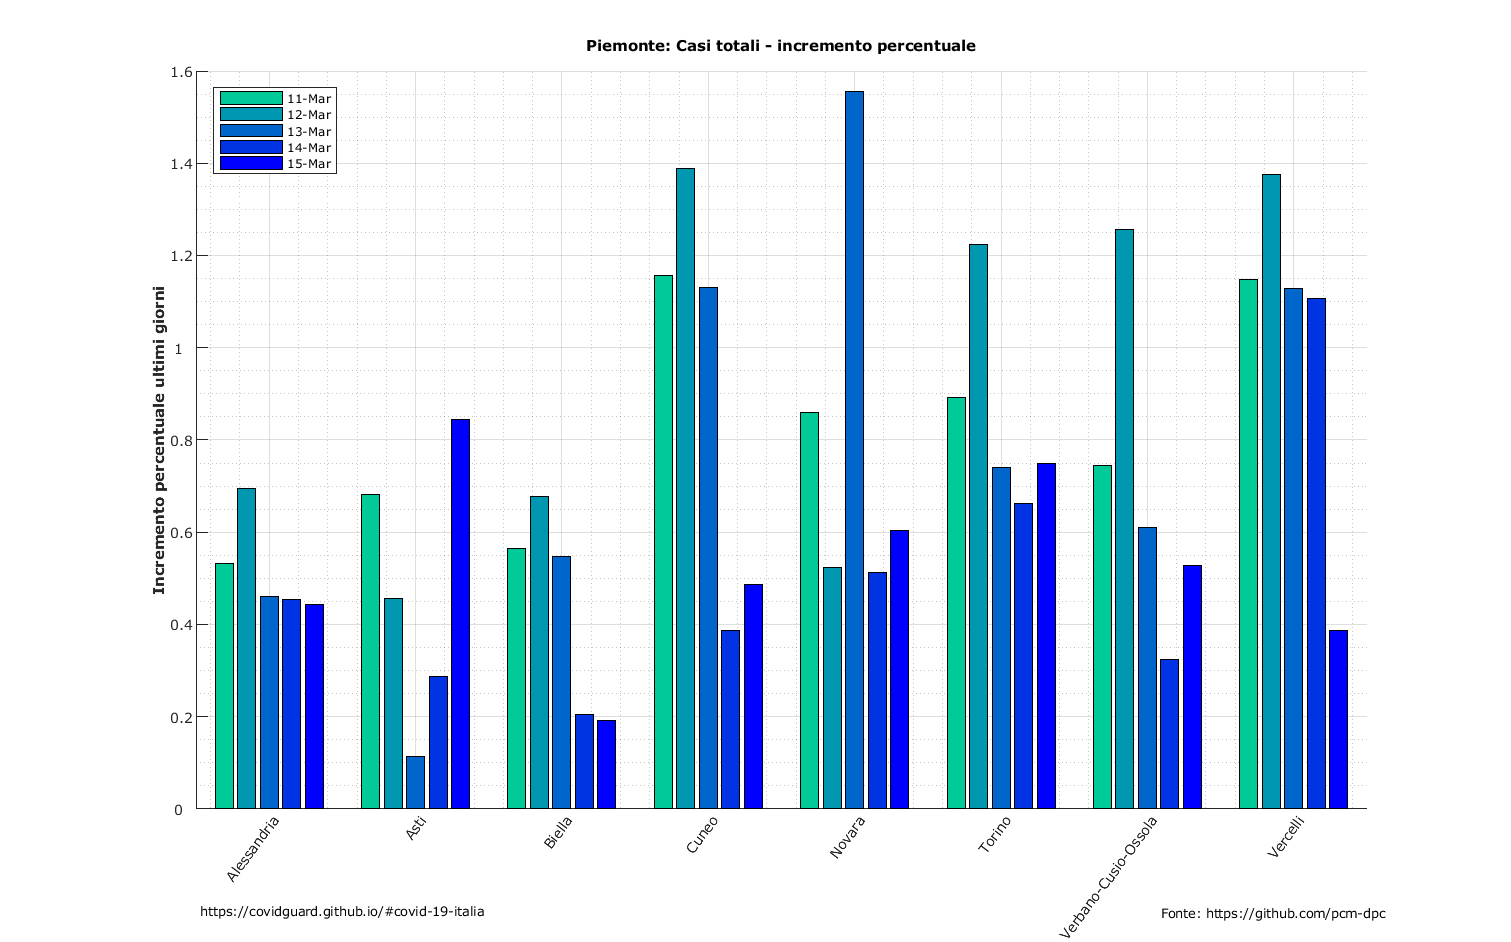 Piemonte: Casi totali - incremento percentuale
Incremento percentuale ultimi giorni
1.6
1.4
1.2
1
0.8
0.6
0.4
0.2
0
11-Mar
12-Mar
13-Mar
14-Mar
15-Mar
Alessandria
Asti
Biella
Cuneo
Novara
Torino
Verbano-Cusio-Ossola
Vercelli
https://covidguard.github.io/#covid-19-italia
Fonte: https://github.com/pcm-dpc